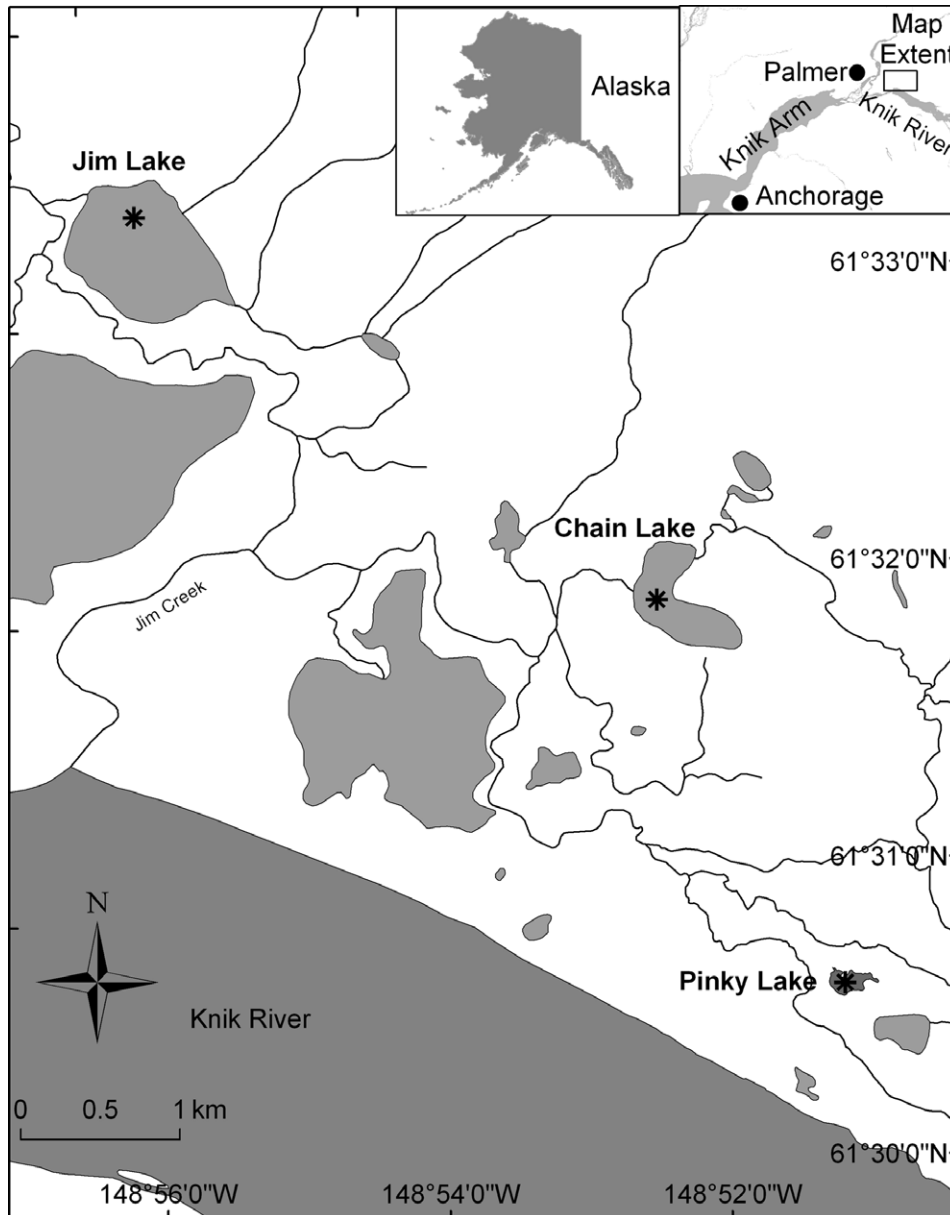 Alaska
Map
Extent
Palmer
Knik Arm
Knik River
Anchorage
Jim Lake
61°33'0"N
Chain Lake
61°32'0"N
Jim Creek
61°31'0"N
N
Pinky Lake
Knik River
0 0.5 1 km
61°30'0"N
148°56'0"W 148°54'0"W 148°52'0"W